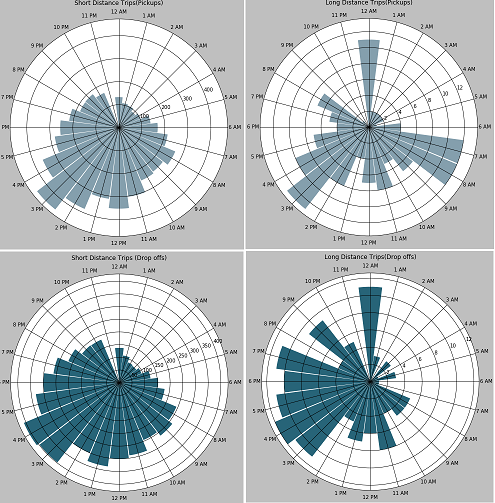 Short Distance Trips(Pickups)
12 AM
1 AM
2 AM
3 AM
4 AM
5 AM
6 AM
7 AM
8 AM
9 AM
10 AM
11 AM
12 PM
1 PM
2 PM
3 PM
4 PM
5 PM
PM
7 PM
8 PM
9 PM
10 PM
11 PM
100
200
300
400
Long Distance Trips(Pickups)
12 AM
1 AM
2 AM
3 AM
4 AM
5 AM
6 AM
7 AM
8 AM
9 AM
10 AM
11 AM
12 PM
1 PM
2 PM
3 PM
4 PM
5 PM
6 PM
7 PM
8 PM
9 PM
10 PM
11 PM
2
4
6
8
10
12
Short Distance Trips (Drop offs)
12 AM
1 AM
2 AM
3 AM
4 AM
5 AM
6 AM
7 AM
8 AM
9 AM
10 AM
11 AM
12 PM
1 PM
2 PM
3 PM
4 PM
5 PM
PM
7 PM
8 PM
9 PM
10 PM
11 PM
100
150
200
250
300
350
400
Long Distance Trips(Drop offs)
12 AM
1 AM
2 AM
3 AM
4 AM
5 AM
6 AM
7 AM
8 AM
9 AM
10 AM
11 AM
12 PM
1 PM
2 PM
3 PM
4 PM
5 PM
6 PM
7 PM
8 PM
9 PM
10 PM
11 PM
4
6
8
10
12